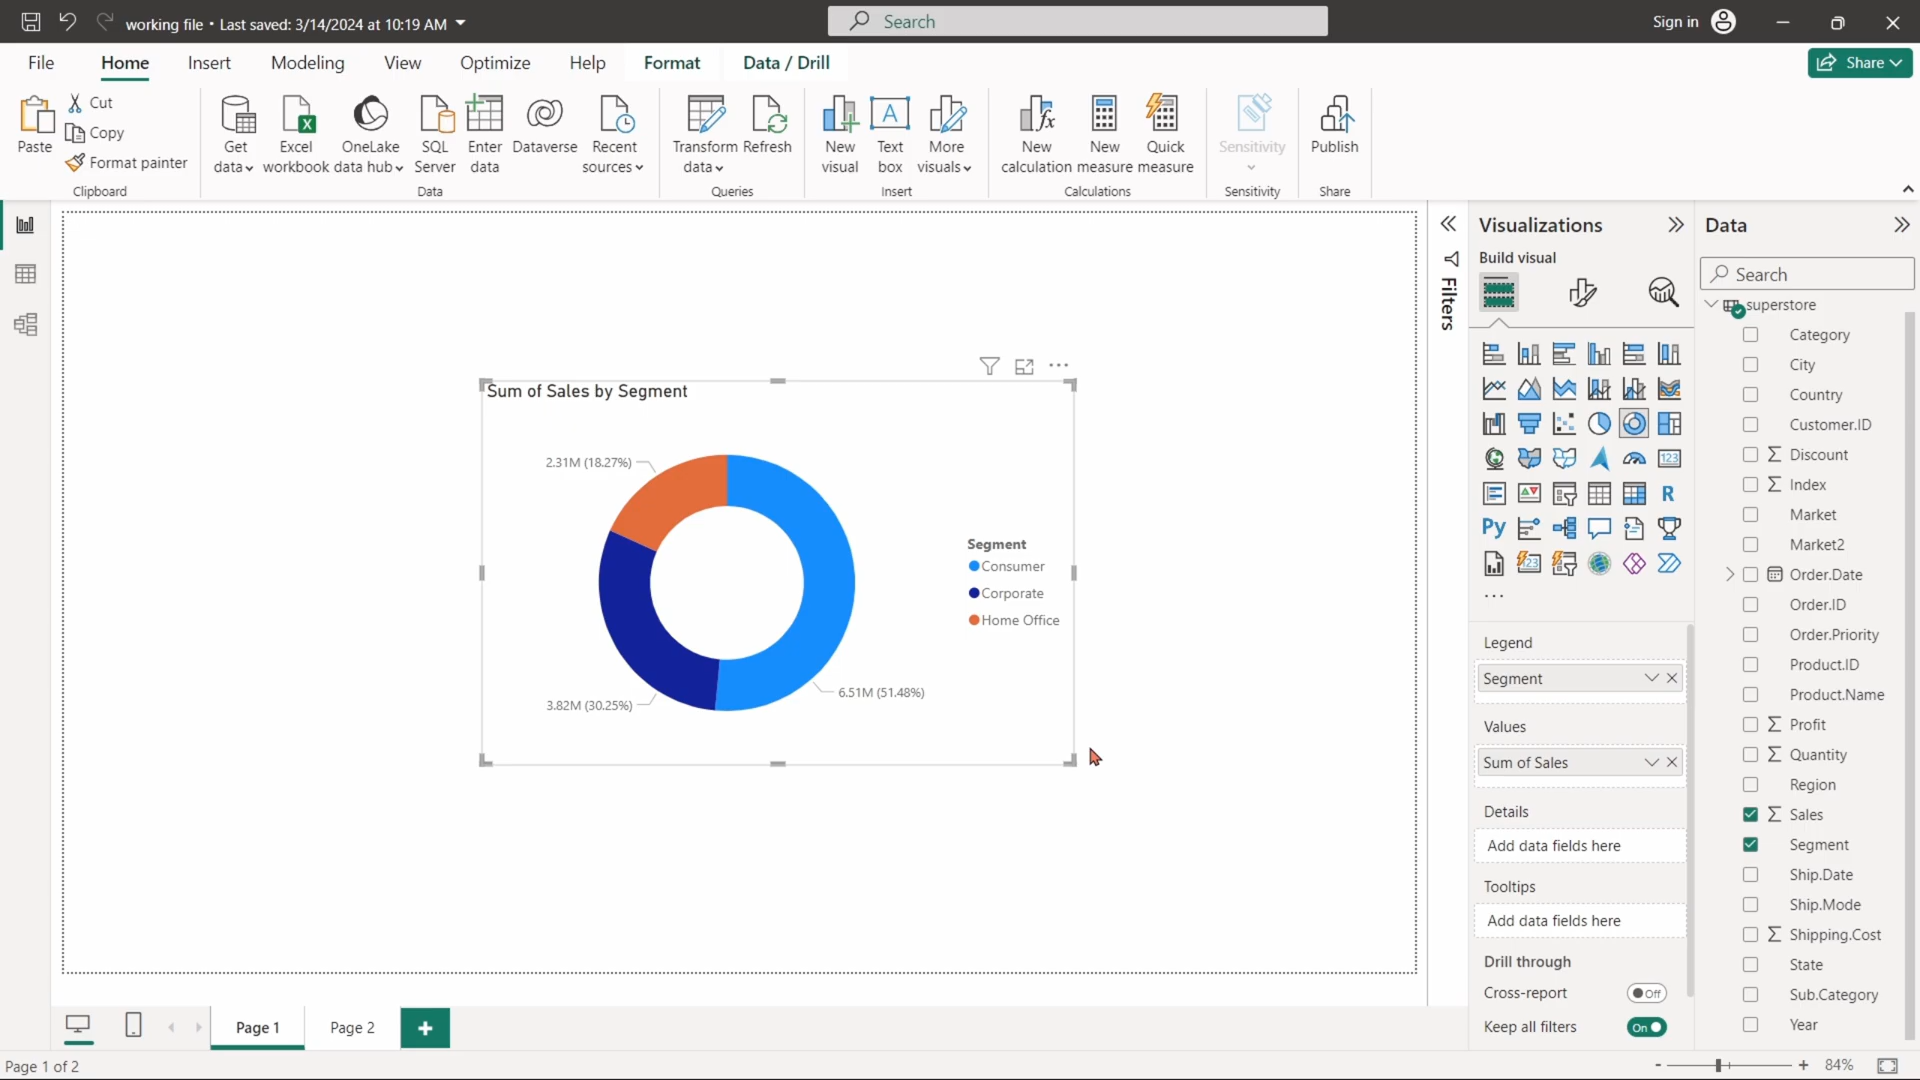 working file • Last saved: 3/14/2024 at 10:19 AM
Search
Sign in
File
Home
Insert
Modeling
View
Optimize
Help
Format
Data / Drill
Share
Paste
Cut
Copy
Format painter
Clipboard
Get
data
Excel
workbook
OneLake
data hub
SQL
Server
Enter
data
Dataverse
Recent
sources
Data
Transform
data
Refresh
Queries
New
visual
A
Text
box
More
visuals
Insert
New
calculation
New
measure
Quick
measure
Calculations
Sensitivity
Sensitivity
Publish
Share
Sum of Sales by Segment
2.31M (18.27%)
3.82M (30.25%)
6.51M (51.48%)
Segment
Consumer
Corporate
Home Office
Filters
Visualizations
Build visual
123
R
Py
123
Legend
Segment
Values
Sum of Sales
Details
Add data fields here
Tooltips
Add data fields here
Drill through
Cross-report
Off
Keep all filters
On
Data
Search
superstore
Category
City
Country
Customer.ID
Discount
Index
Market
Market2
Order.Date
Order.ID
Order.Priority
Product.ID
Product.Name
Profit
Quantity
Region
Sales
Segment
Ship.Date
Ship.Mode
Shipping.Cost
State
Sub.Category
Year
Page 1
Page 2
Page 1 of 2
84%